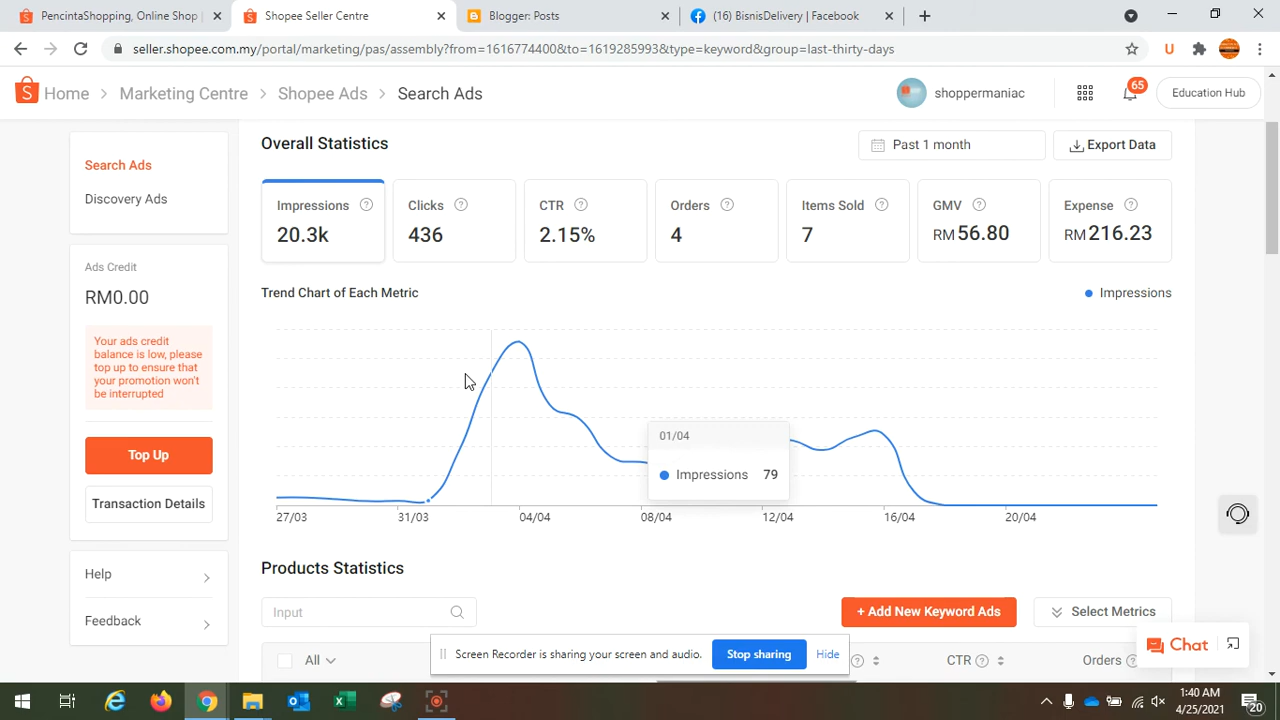 PencintaShopping, Online Shop
Shopee Seller Centre
Blogger: Posts
(16) BisnisDelivery | Facebook
seller.shopee.com.my/portal/marketing/pas/assembly?from=1616774400&to=1619285993&type=keyword&group=last-thirty-days
U
Home > Marketing Centre > Shopee Ads > Search Ads
shoppermaniac
65
Education Hub
Search Ads
Discovery Ads
Ads Credit
RM0.00
Your ads credit
balance is low, please
top up to ensure that
your promotion won't
be interrupted
Top Up
Transaction Details
Help
Feedback
Overall Statistics
Past 1 month
Export Data
Impressions
20.3k
Clicks
436
CTR
2.15%
Orders
4
Items Sold
7
GMV
RM 56.80
Expense
RM 216.23
Trend Chart of Each Metric
Impressions
01/04
Impressions 79
27/03 31/03 04/04 08/04 12/04 16/04 20/04
Products Statistics
Input
+ Add New Keyword Ads
Select Metrics
Chat
All
CTR
Orders
Screen Recorder is sharing your screen and audio.
Stop sharing
Hide
1:40 AM
4/25/2021
20